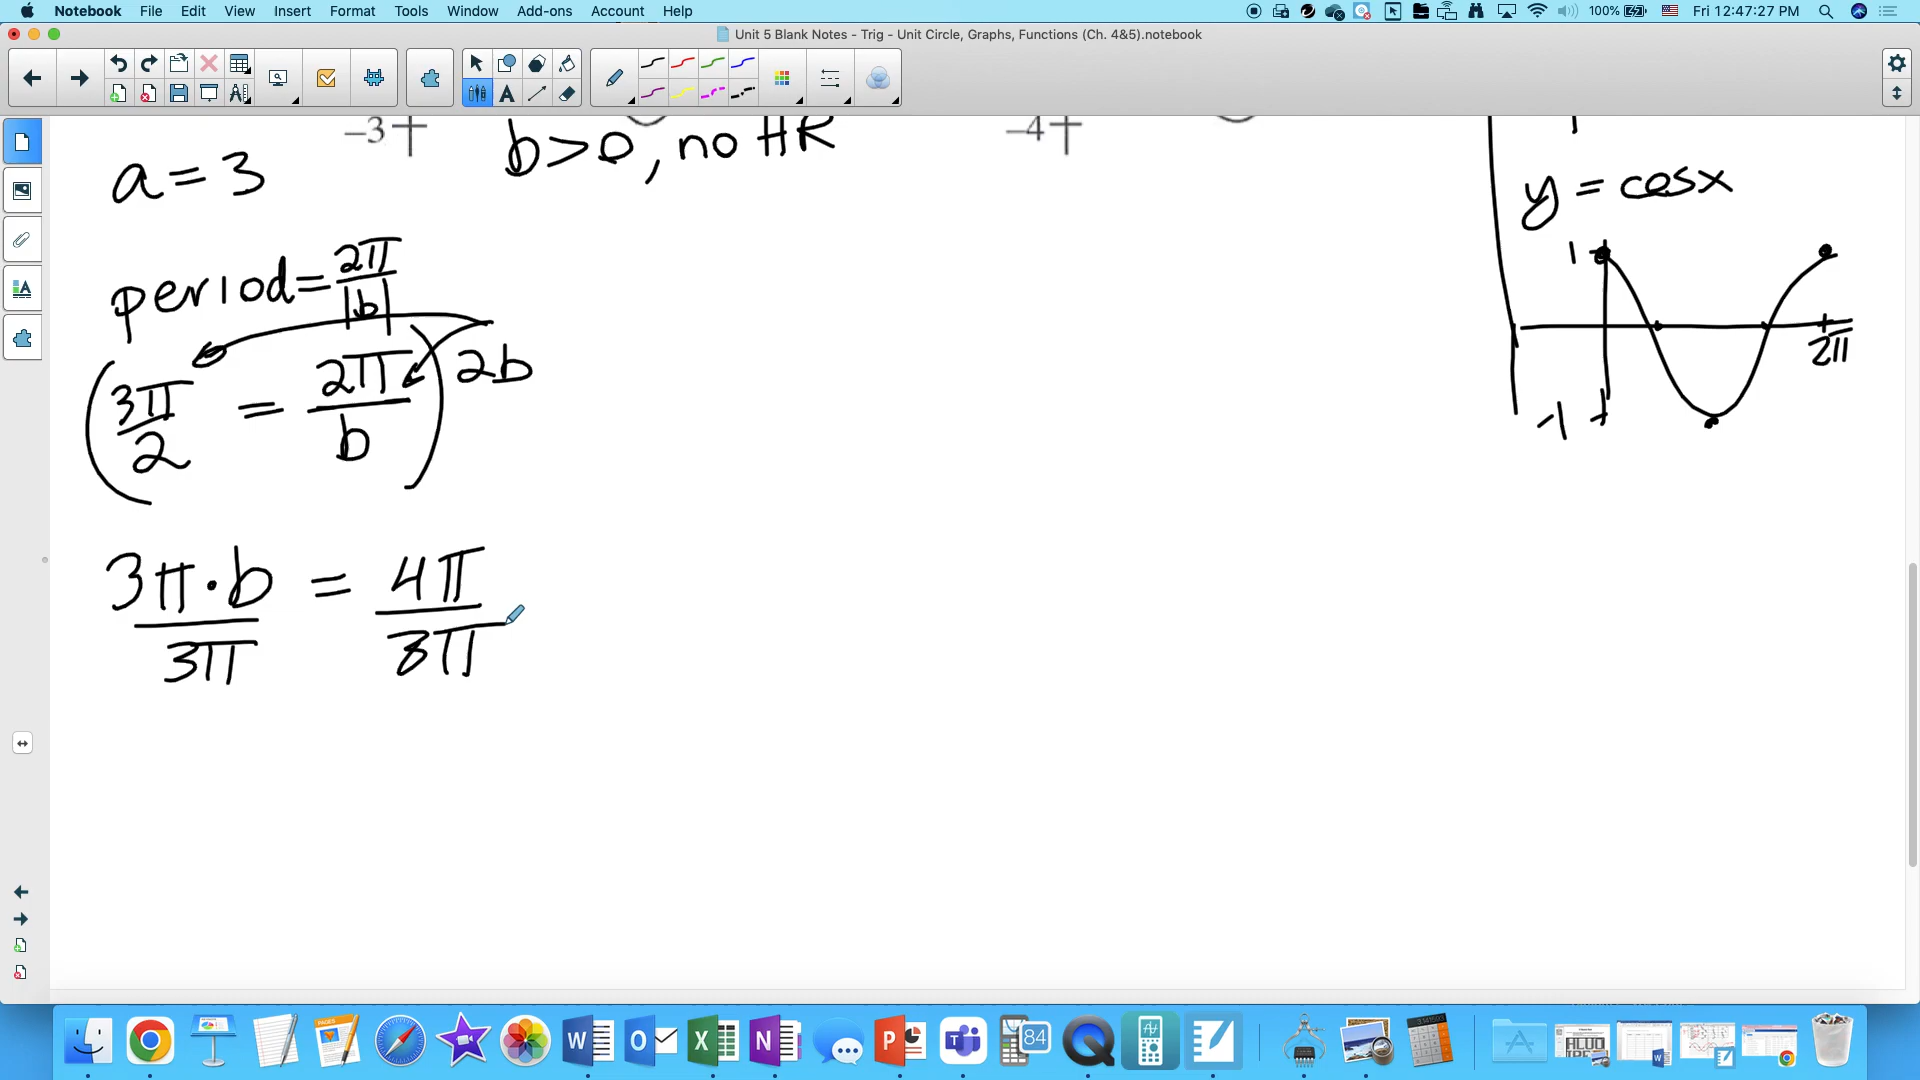 Notebook File Edit View Insert Format Tools Window Add-ons Account Help 100% Fri 12:47:27 PM
Unit 5 Blank Notes - Trig - Unit Circle, Graphs, Functions (Ch. 4&5).notebook
-3
-4
b>0, no HR
a=3
y = cosx
period = 2π/|b|
1
2π
-1
(3π/2 = 2π/b) 2b
3π·b/3π = 4π/3π
84